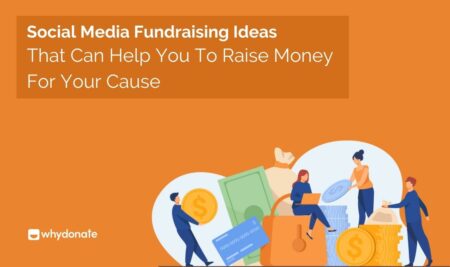 Social Media Fundraising Ideas
That Can Help You To Raise Money
For Your Cause
whydonate